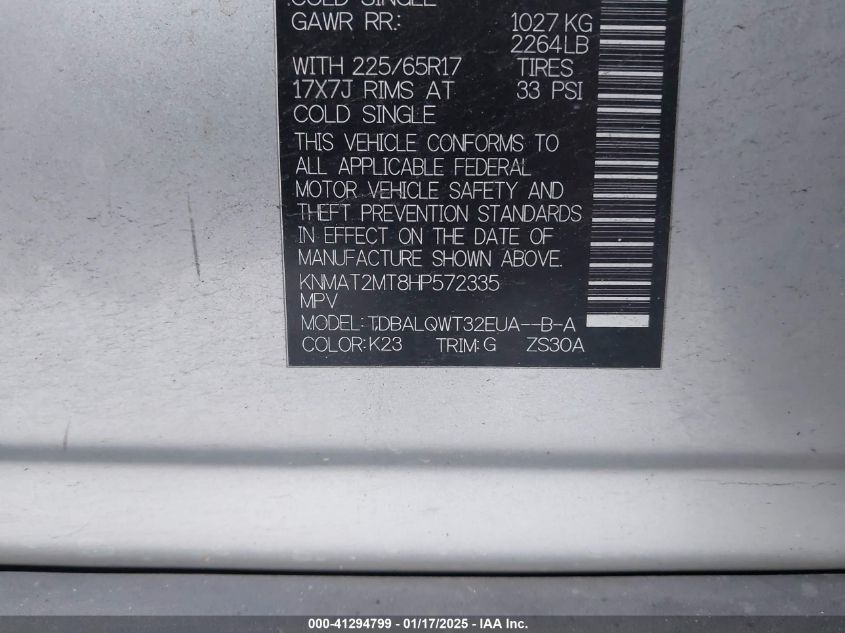 COLD SINGLE
GAWR RR: 1027 KG
2264LB
WITH 225/65R17 TIRES
17X7J RIMS AT 33 PSI
COLD SINGLE
THIS VEHICLE CONFORMS TO
ALL APPLICABLE FEDERAL
MOTOR VEHICLE SAFETY AND
THEFT PREVENTION STANDARDS
IN EFFECT ON THE DATE OF
MANUFACTURE SHOWN ABOVE.
KNMAT2MT8HP572335
MPV
MODEL: TDBALQWT32EUA--B-A
COLOR: K23 TRIM: G ZS30A
000-41294799 - 01/17/2025 - IAA Inc.